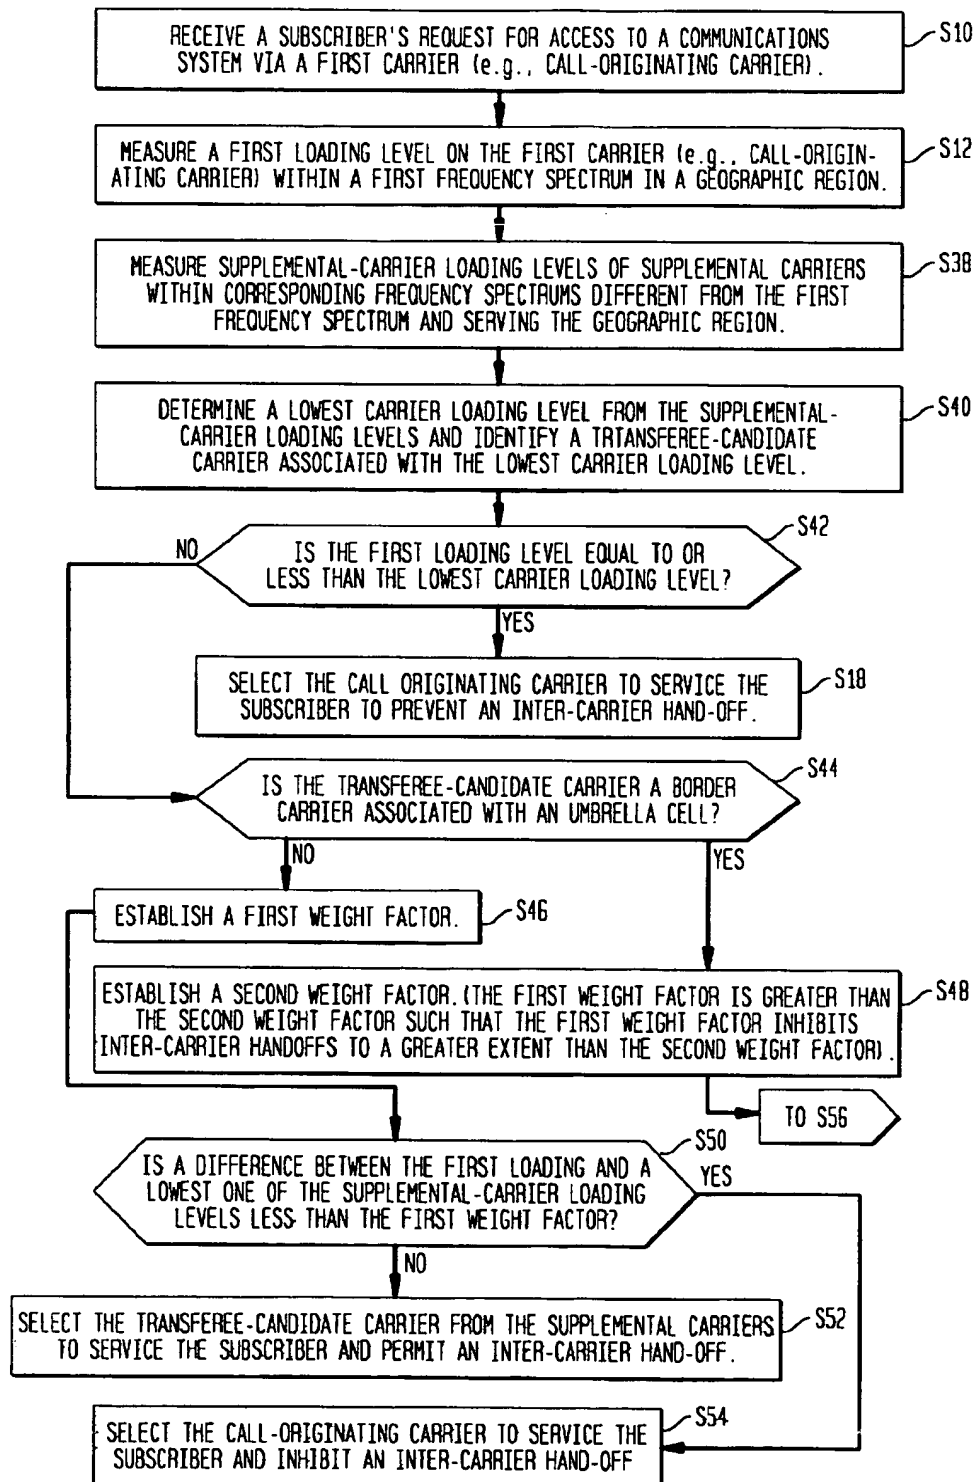 RECEIVE A SUBSCRIBER'S REQUEST FOR ACCESS TO A COMMUNICATIONS
SYSTEM VIA A FIRST CARRIER (e.g., CALL-ORIGINATING CARRIER).
S10
MEASURE A FIRST LOADING LEVEL ON THE FIRST CARRIER (e.g., CALL-ORIGIN-
ATING CARRIER) WITHIN A FIRST FREQUENCY SPECTRUM IN A GEOGRAPHIC REGION.
S12
MEASURE SUPPLEMENTAL-CARRIER LOADING LEVELS OF SUPPLEMENTAL CARRIERS
WITHIN CORRESPONDING FREQUENCY SPECTRUMS DIFFERENT FROM THE FIRST
FREQUENCY SPECTRUM AND SERVING THE GEOGRAPHIC REGION.
S38
DETERMINE A LOWEST CARRIER LOADING LEVEL FROM THE SUPPLEMENTAL-
CARRIER LOADING LEVELS AND IDENTIFY A TRTANSFEREE-CANDIDATE
CARRIER ASSOCIATED WITH THE LOWEST CARRIER LOADING LEVEL.
S40
IS THE FIRST LOADING LEVEL EQUAL TO OR
LESS THAN THE LOWEST CARRIER LOADING LEVEL?
S42
NO
YES
SELECT THE CALL ORIGINATING CARRIER TO SERVICE THE
SUBSCRIBER TO PREVENT AN INTER-CARRIER HAND-OFF.
S18
IS THE TRANSFEREE-CANDIDATE CARRIER A BORDER
CARRIER ASSOCIATED WITH AN UMBRELLA CELL?
S44
NO
YES
ESTABLISH A FIRST WEIGHT FACTOR.
S46
ESTABLISH A SECOND WEIGHT FACTOR.(THE FIRST WEIGHT FACTOR IS GREATER THAN
THE SECOND WEIGHT FACTOR SUCH THAT THE FIRST WEIGHT FACTOR INHIBITS
INTER-CARRIER HANDOFFS TO A GREATER EXTENT THAN THE SECOND WEIGHT FACTOR).
S48
TO S56
IS A DIFFERENCE BETWEEN THE FIRST LOADING AND A
LOWEST ONE OF THE SUPPLEMENTAL-CARRIER LOADING
LEVELS LESS THAN THE FIRST WEIGHT FACTOR?
S50
YES
NO
SELECT THE TRANSFEREE-CANDIDATE CARRIER FROM THE SUPPLEMENTAL CARRIERS
TO SERVICE THE SUBSCRIBER AND PERMIT AN INTER-CARRIER HAND-OFF.
S52
SELECT THE CALL-ORIGINATING CARRIER TO SERVICE THE
SUBSCRIBER AND INHIBIT AN INTER-CARRIER HAND-OFF
S54